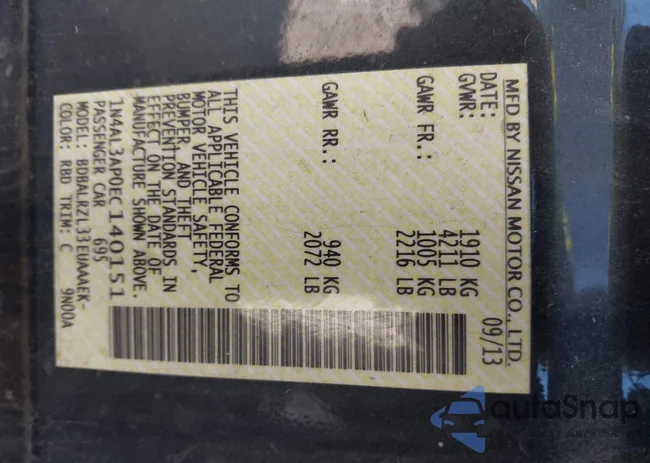 MFD BY NISSAN MOTOR CO., LTD.
DATE: 09/13
GVWR: 1910 KG
4211 LB
GAWR FR.: 1005 KG
2216 LB
GAWR RR.: 940 KG
2072 LB
THIS VEHICLE CONFORMS TO
ALL APPLICABLE FEDERAL
MOTOR VEHICLE SAFETY,
BUMPER, AND THEFT
PREVENTION STANDARDS IN
EFFECT ON THE DATE OF
MANUFACTURE SHOWN ABOVE.
1N4AL3AP0EC140151
PASSENGER CAR 695
MODEL: BDBALRZL33EUAAAEK-
COLOR: RBD TRIM: C 9N00A
autoSnap